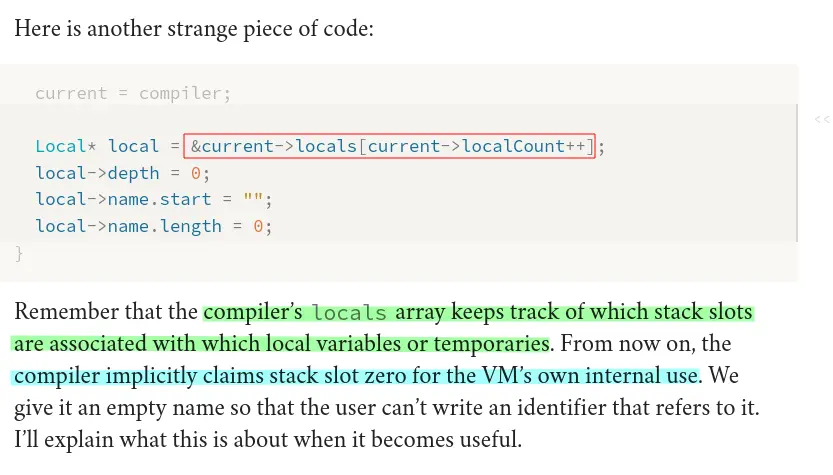 Here is another strange piece of code:
current = compiler;
<<
Local* local = &current->locals[current->localCount++];
local->depth = 0;
local->name.start = "";
local->name.length = 0;
}
Remember that the compiler’s locals array keeps track of which stack slots
are associated with which local variables or temporaries. From now on, the
compiler implicitly claims stack slot zero for the VM’s own internal use. We
give it an empty name so that the user can’t write an identifier that refers to it.
I’ll explain what this is about when it becomes useful.